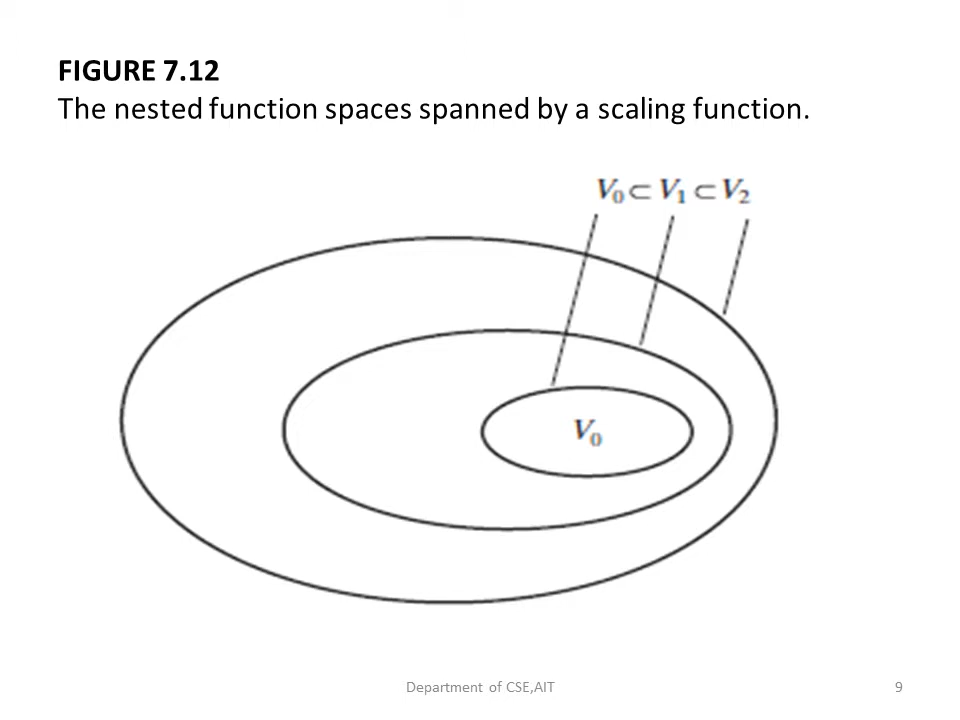 FIGURE 7.12
The nested function spaces spanned by a scaling function.
V₀ ⊂ V₁ ⊂ V₂
V₀
Department of CSE,AIT
9